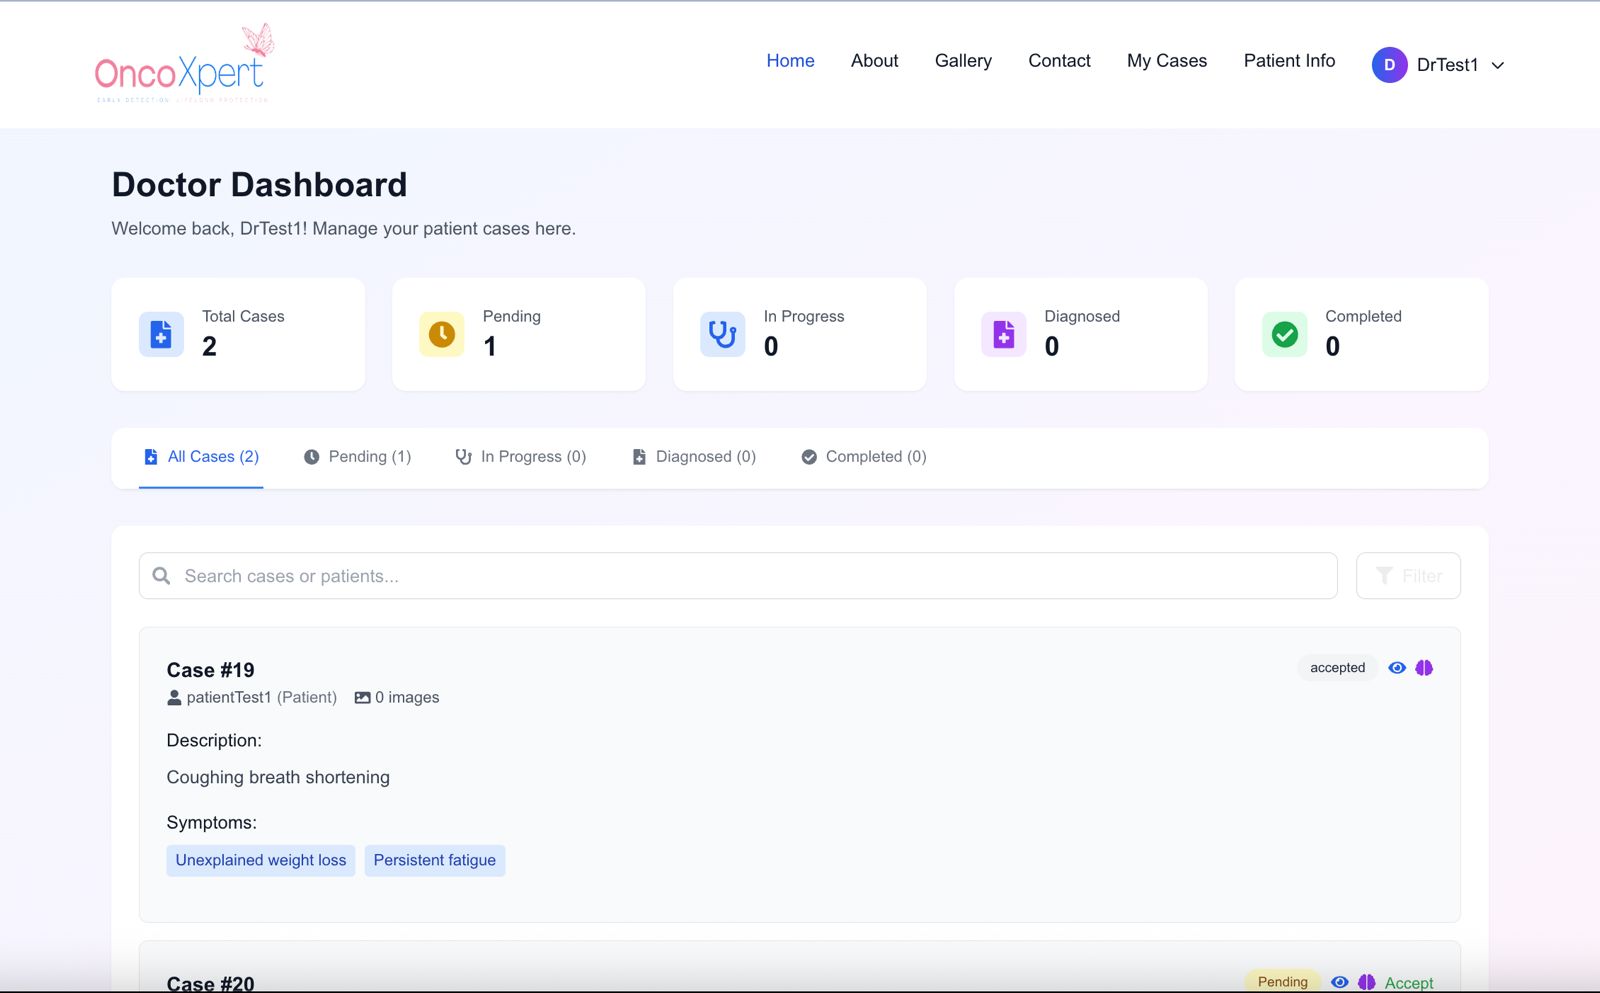 OncoXpert
EARLY DETECTION LIFELONG PROTECTION
Home About Gallery Contact My Cases Patient Info D DrTest1
Doctor Dashboard
Welcome back, DrTest1! Manage your patient cases here.
Total Cases
2
Pending
1
In Progress
0
Diagnosed
0
Completed
0
All Cases (2) Pending (1) In Progress (0) Diagnosed (0) Completed (0)
Search cases or patients... Filter
Case #19 accepted
patientTest1 (Patient) 0 images
Description:
Coughing breath shortening
Symptoms:
Unexplained weight loss Persistent fatigue
Case #20 Pending Accept